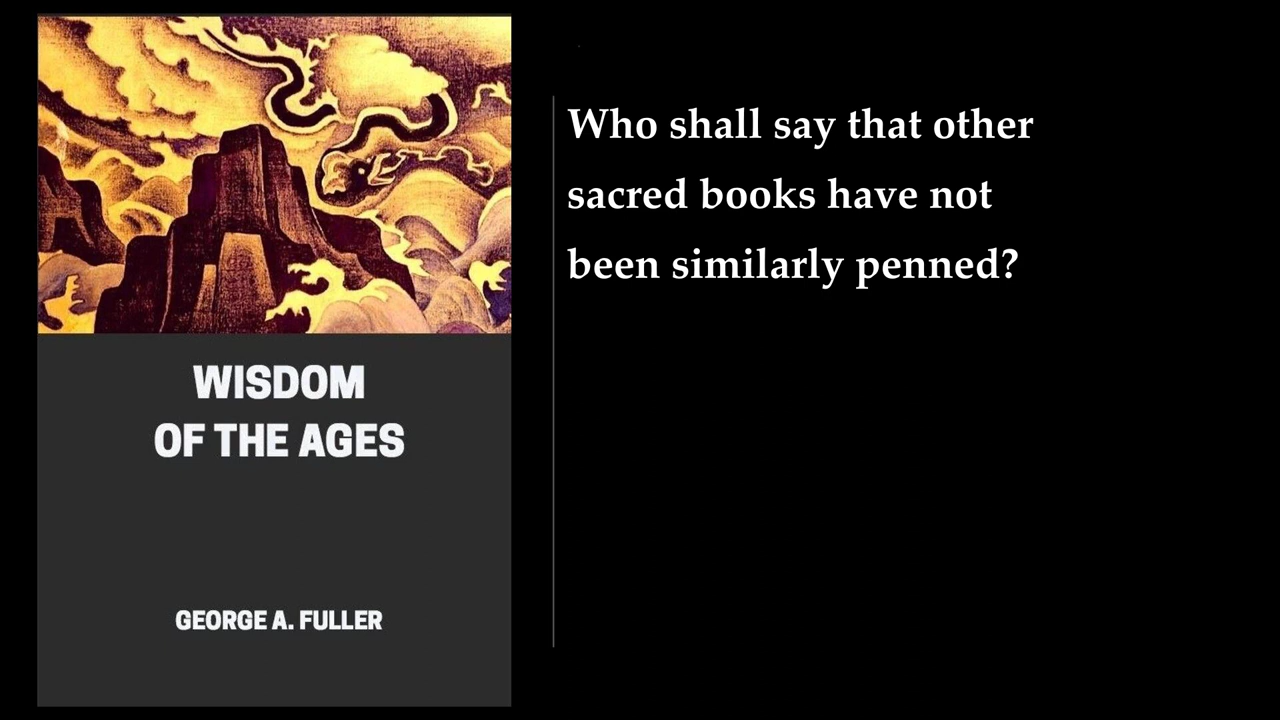 WISDOM
OF THE AGES
GEORGE A. FULLER
Who shall say that other
sacred books have not
been similarly penned?